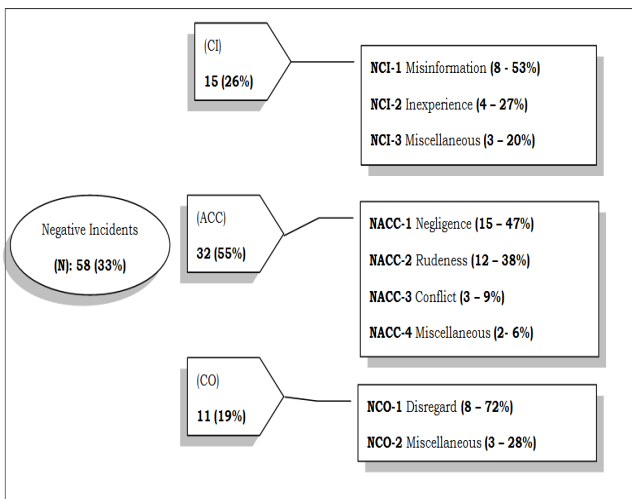 Negative Incidents
(N): 58 (33%)
(CI)
15 (26%)
NCI-1 Misinformation (8 - 53%)
NCI-2 Inexperience (4 – 27%)
NCI-3 Miscellaneous (3 – 20%)
(ACC)
32 (55%)
NACC-1 Negligence (15 – 47%)
NACC-2 Rudeness (12 – 38%)
NACC-3 Conflict (3 – 9%)
NACC-4 Miscellaneous (2- 6%)
(CO)
11 (19%)
NCO-1 Disregard (8 – 72%)
NCO-2 Miscellaneous (3 – 28%)